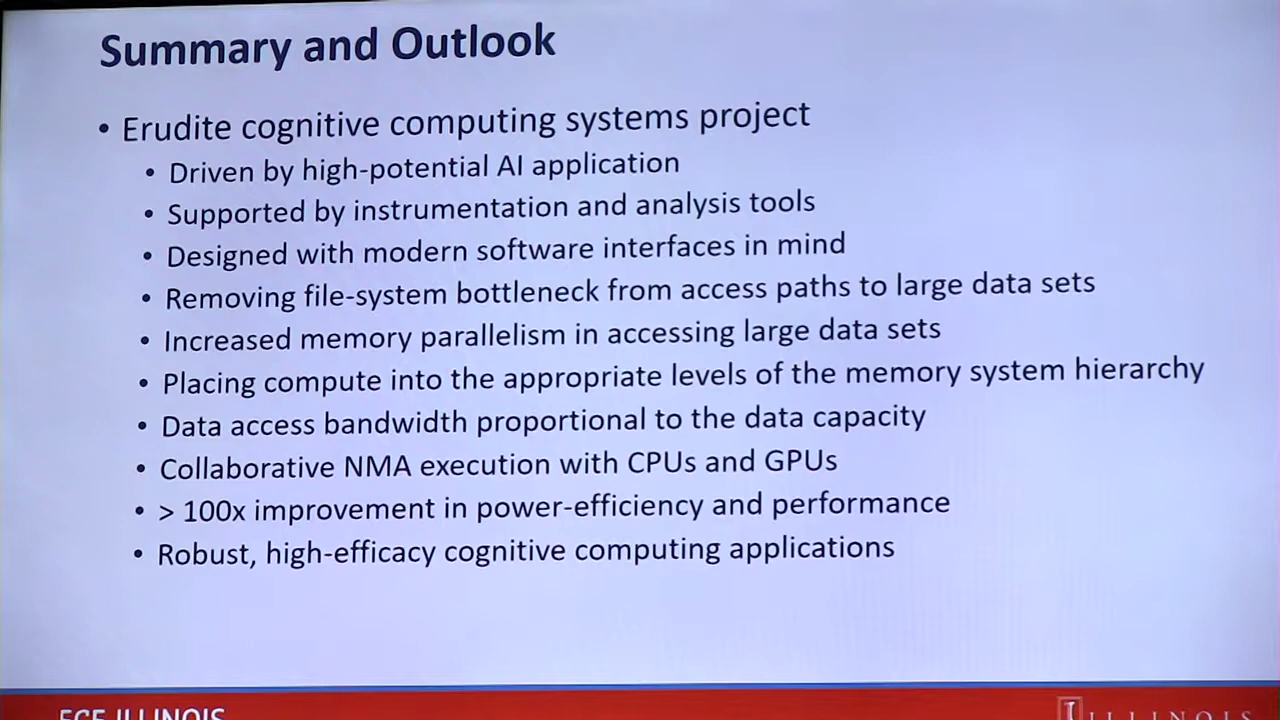 Summary and Outlook
• Erudite cognitive computing systems project
• Driven by high-potential AI application
• Supported by instrumentation and analysis tools
• Designed with modern software interfaces in mind
• Removing file-system bottleneck from access paths to large data sets
• Increased memory parallelism in accessing large data sets
• Placing compute into the appropriate levels of the memory system hierarchy
• Data access bandwidth proportional to the data capacity
• Collaborative NMA execution with CPUs and GPUs
• > 100x improvement in power-efficiency and performance
• Robust, high-efficacy cognitive computing applications
ECE ILLINOIS
I ILLINOIS